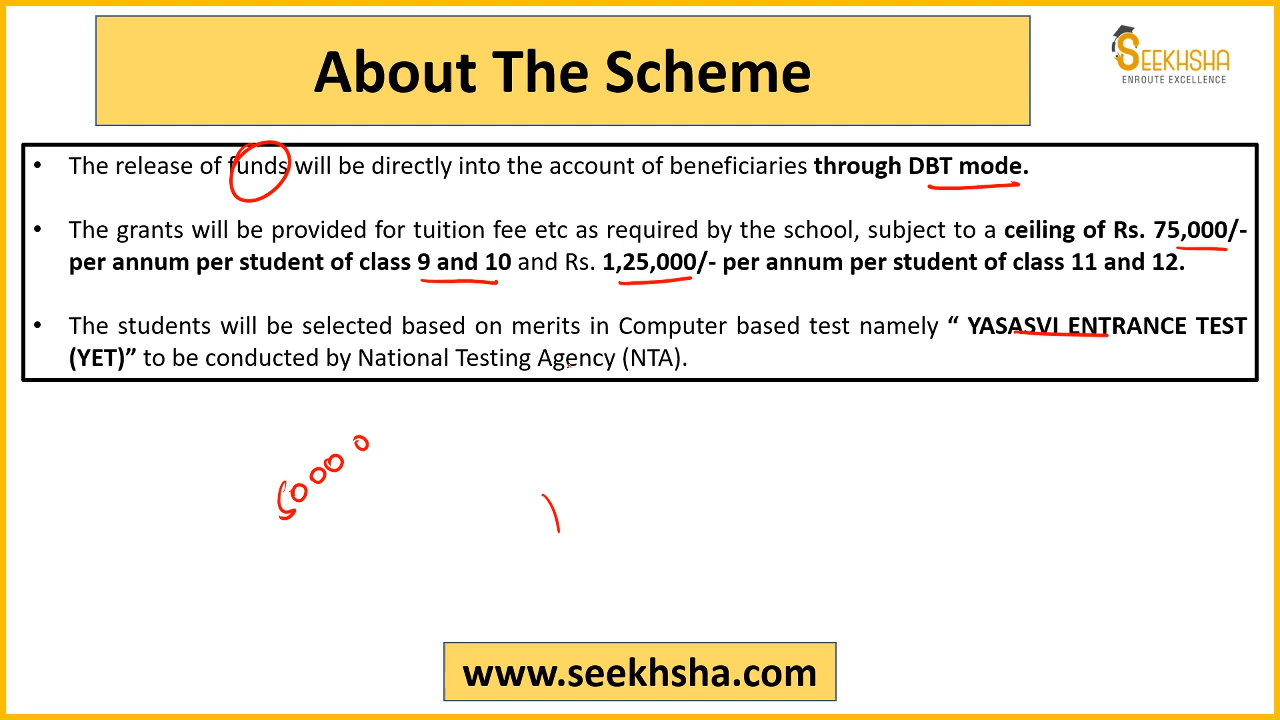 About The Scheme
SEEKHSHA
ENROUTE EXCELLENCE
• The release of funds will be directly into the account of beneficiaries through DBT mode.
• The grants will be provided for tuition fee etc as required by the school, subject to a ceiling of Rs. 75,000/-
per annum per student of class 9 and 10 and Rs. 1,25,000/- per annum per student of class 11 and 12.
• The students will be selected based on merits in Computer based test namely “ YASASVI ENTRANCE TEST
(YET)” to be conducted by National Testing Agency (NTA).
www.seekhsha.com